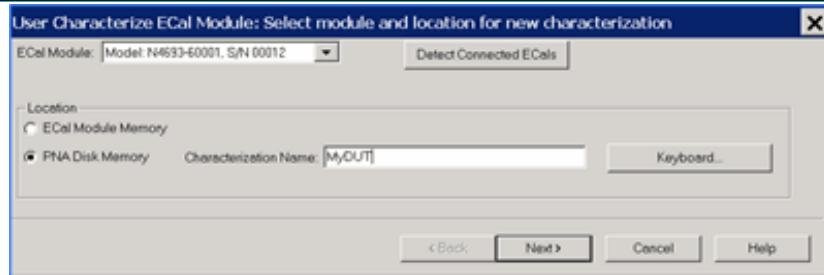 User Characterize ECal Module: Select module and location for new characterization
ECal Module: Model: N4693-60001, S/N 00012 Detect Connected ECals
Location
ECal Module Memory
PNA Disk Memory Characterization Name: MyDUT Keyboard...
<Back Next > Cancel Help